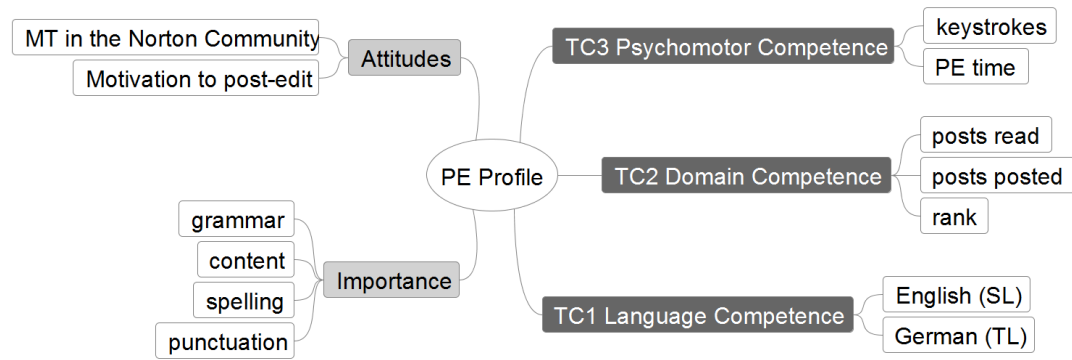 MT in the Norton Community
Motivation to post-edit
Attitudes
grammar
content
spelling
punctuation
Importance
PE Profile
TC3 Psychomotor Competence
keystrokes
PE time
TC2 Domain Competence
posts read
posts posted
rank
TC1 Language Competence
English (SL)
German (TL)